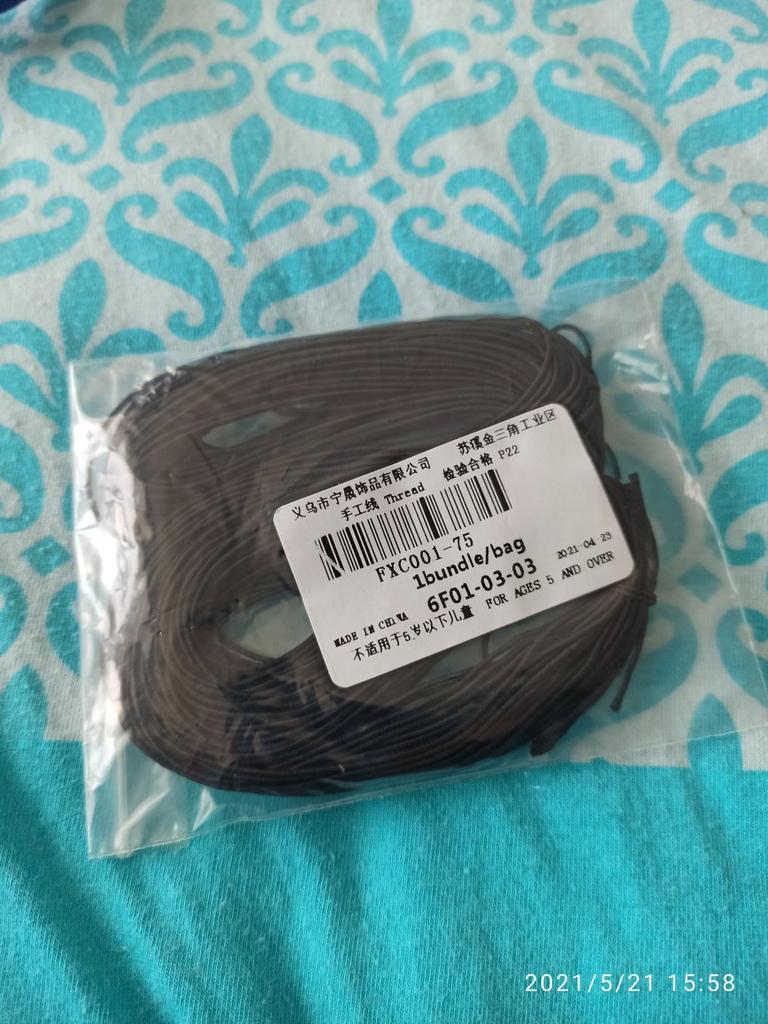 义乌市宁晟饰品有限公司 苏溪金三角工业区
手工线 Thread 检验合格 P22
FXC001-75
1bundle/bag 2021-04-23
6F01-03-03
MADE IN CHINA FOR AGES 5 AND OVER
不适用于5岁以下儿童
2021/5/21 15:58